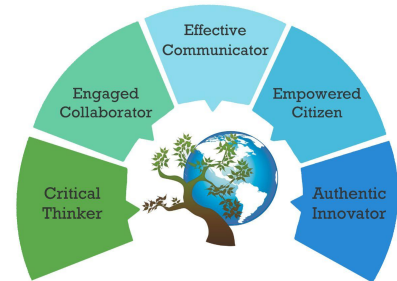 Effective
Communicator
Engaged
Collaborator
Empowered
Citizen
Critical
Thinker
Authentic
Innovator